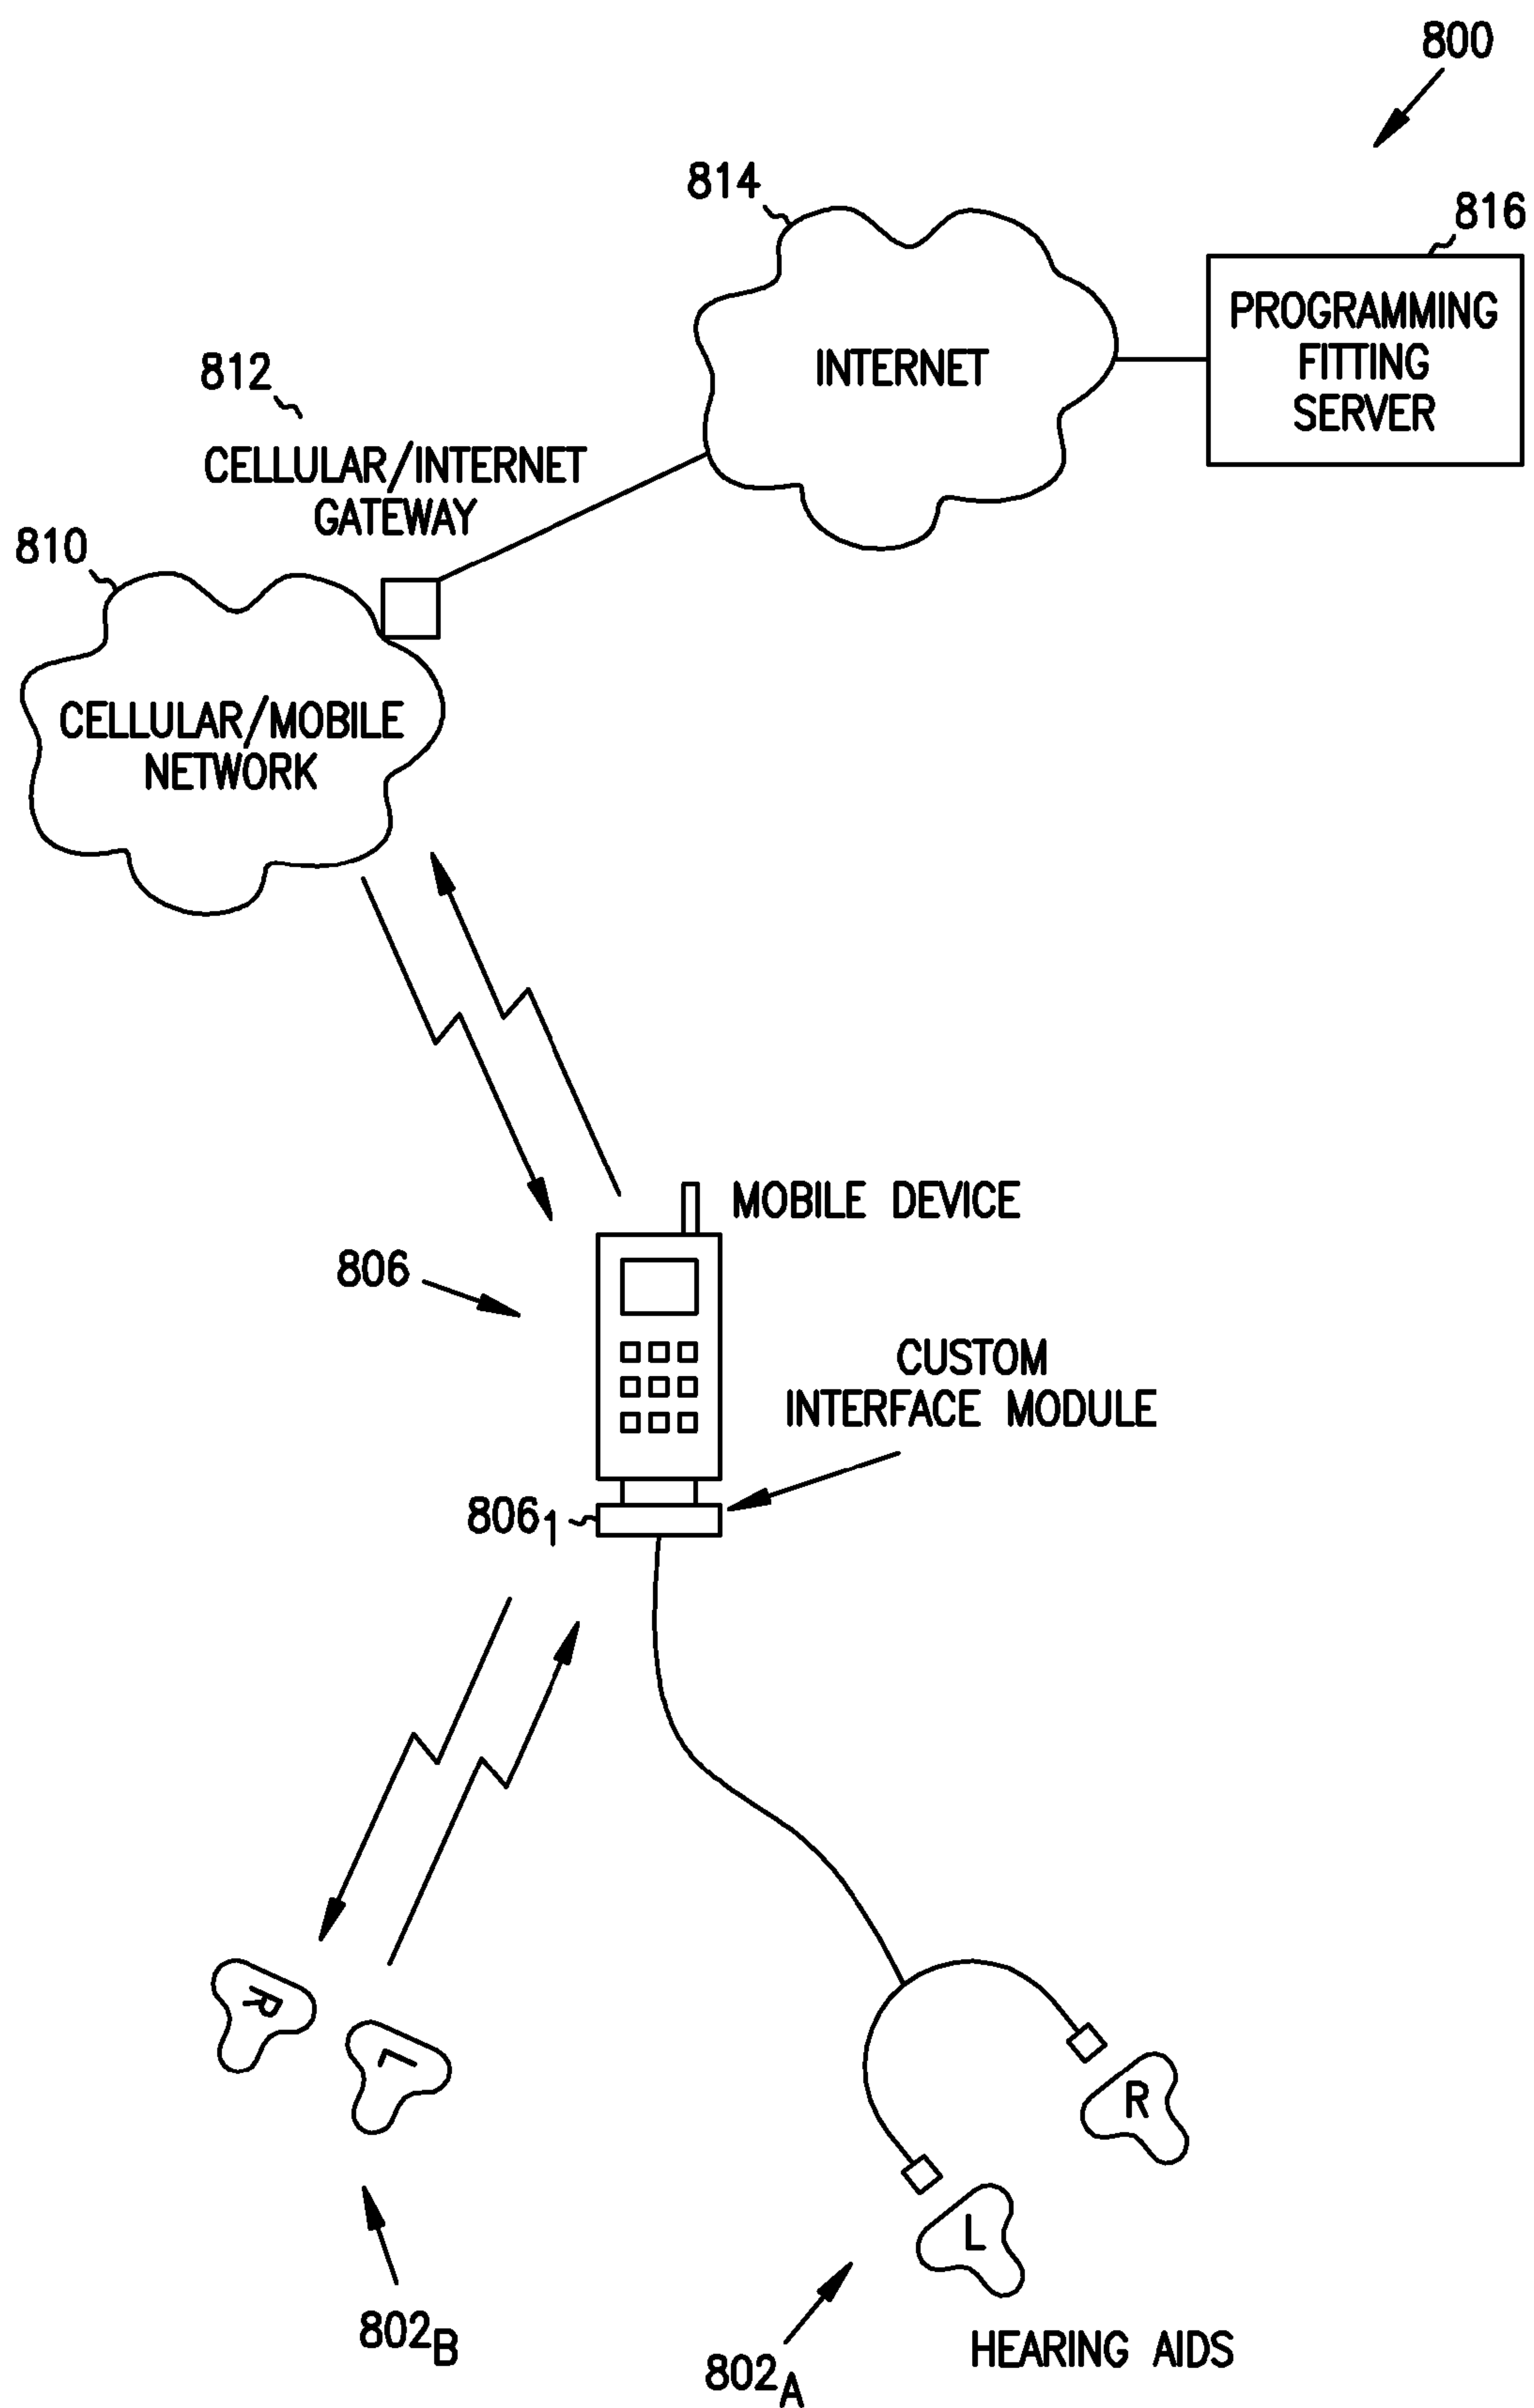 800
814
816
PROGRAMMING
FITTING
SERVER
INTERNET
812
CELLULAR/INTERNET
GATEWAY
810
CELLULAR/MOBILE
NETWORK
MOBILE DEVICE
806
CUSTOM
INTERFACE MODULE
806₁
R
L
R
L
802B
802A
HEARING AIDS